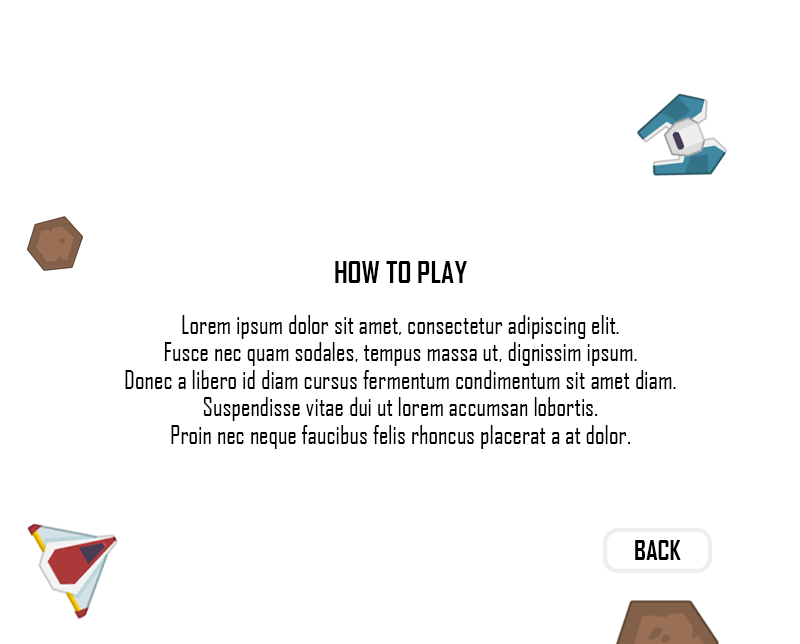 HOW TO PLAY
Lorem ipsum dolor sit amet, consectetur adipiscing elit.
Fusce nec quam sodales, tempus massa ut, dignissim ipsum.
Donec a libero id diam cursus fermentum condimentum sit amet diam.
Suspendisse vitae dui ut lorem accumsan lobortis.
Proin nec neque faucibus felis rhoncus placerat a at dolor.
BACK